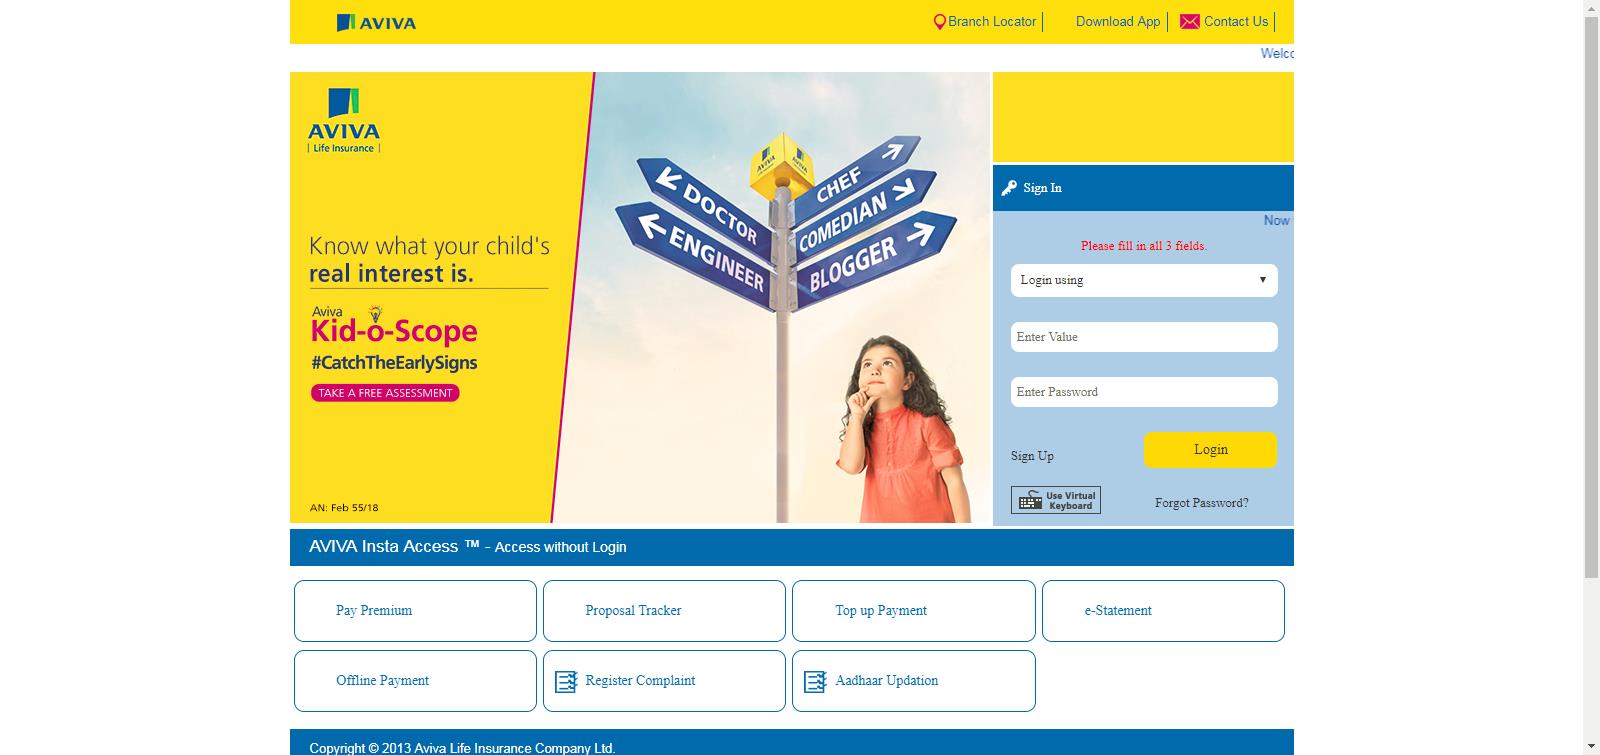 AVIVA
Branch Locator
Download App
Contact Us
Welc
AVIVA
Life Insurance
Know what your child's
real interest is.
Aviva
Kid-o-Scope
#CatchTheEarlySigns
TAKE A FREE ASSESSMENT
AN: Feb 55/18
AVIVA
AVIVA
DOCTOR
ENGINEER
CHEF
COMEDIAN
BLOGGER
Sign In
Now
Please fill in all 3 fields.
Login using
Enter Value
Enter Password
Sign Up
Login
Use Virtual
Keyboard
Forgot Password?
AVIVA Insta Access ™ - Access without Login
Pay Premium
Proposal Tracker
Top up Payment
e-Statement
Offline Payment
Register Complaint
Aadhaar Updation
Copyright © 2013 Aviva Life Insurance Company Ltd.